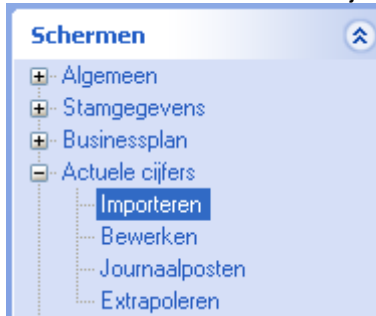 Schermen
Algemeen
Stamgegevens
Businessplan
Actuele cijfers
Importeren
Bewerken
Journaalposten
Extrapoleren